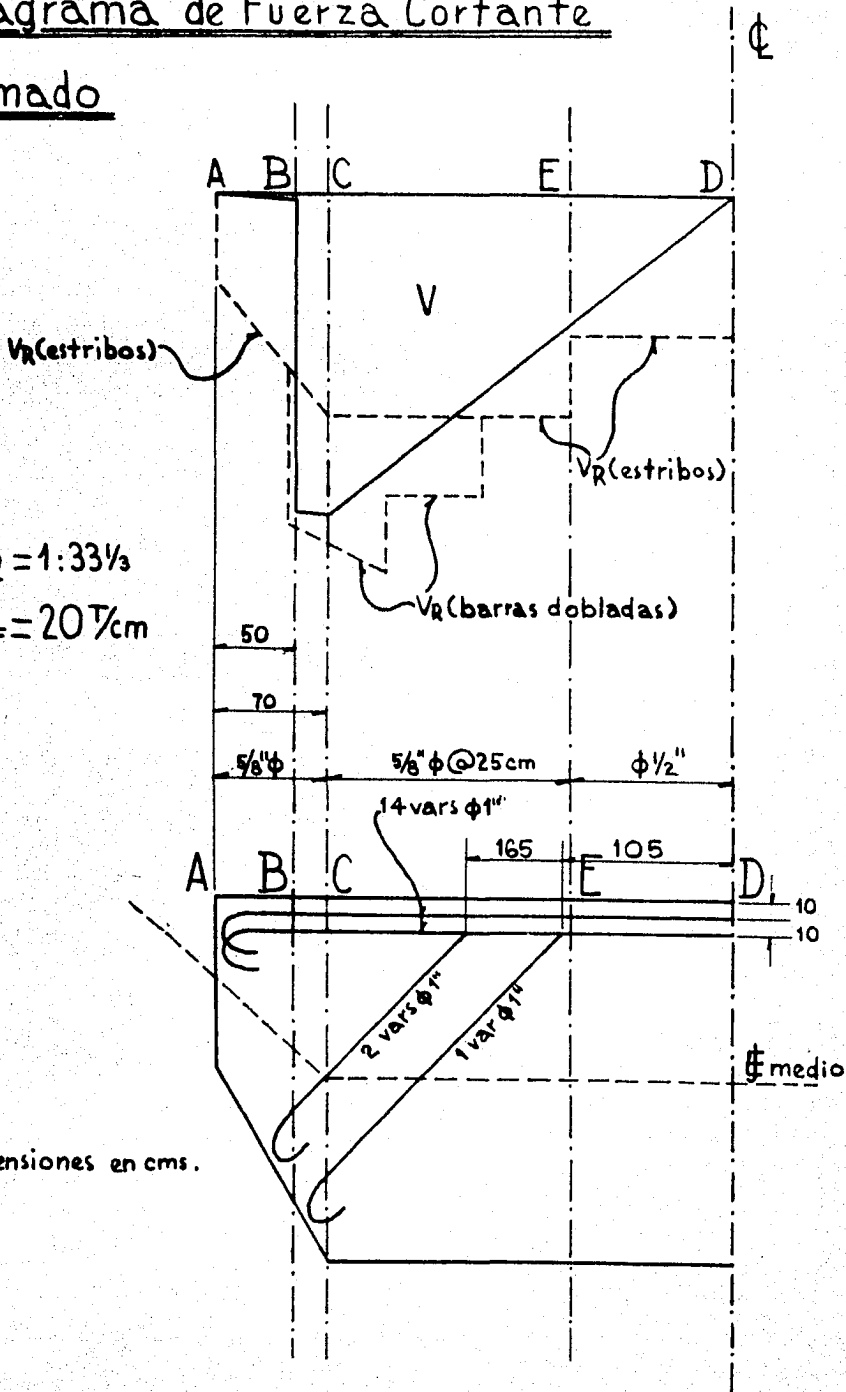 agrama de Fuerza Cortante
mado
℄
A B C E D
V
VR(estribos)
VR(estribos)
=1:33⅓
=20 T/cm
VR(barras dobladas)
50
70
5/8"φ 5/8"φ@25cm φ1/2"
14 vars φ1"
165 105
A B C E D
10
10
2 vars φ1"
1 var φ1"
medio
ensiones en cms.